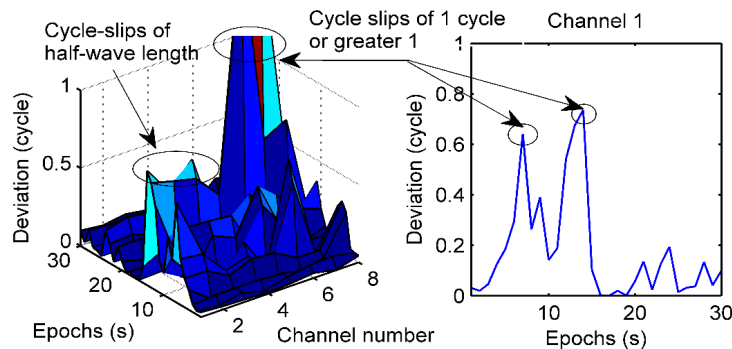 Cycle-slips of
half-wave length
Cycle slips of 1 cycle
or greater 1
Channel 1
1
0.5
0
Deviation (cycle)
30
20
10
Epochs (s)
2
4
6
8
Channel number
1
0.8
0.6
0.4
0.2
0
Deviation (cycle)
10
20
30
Epochs (s)